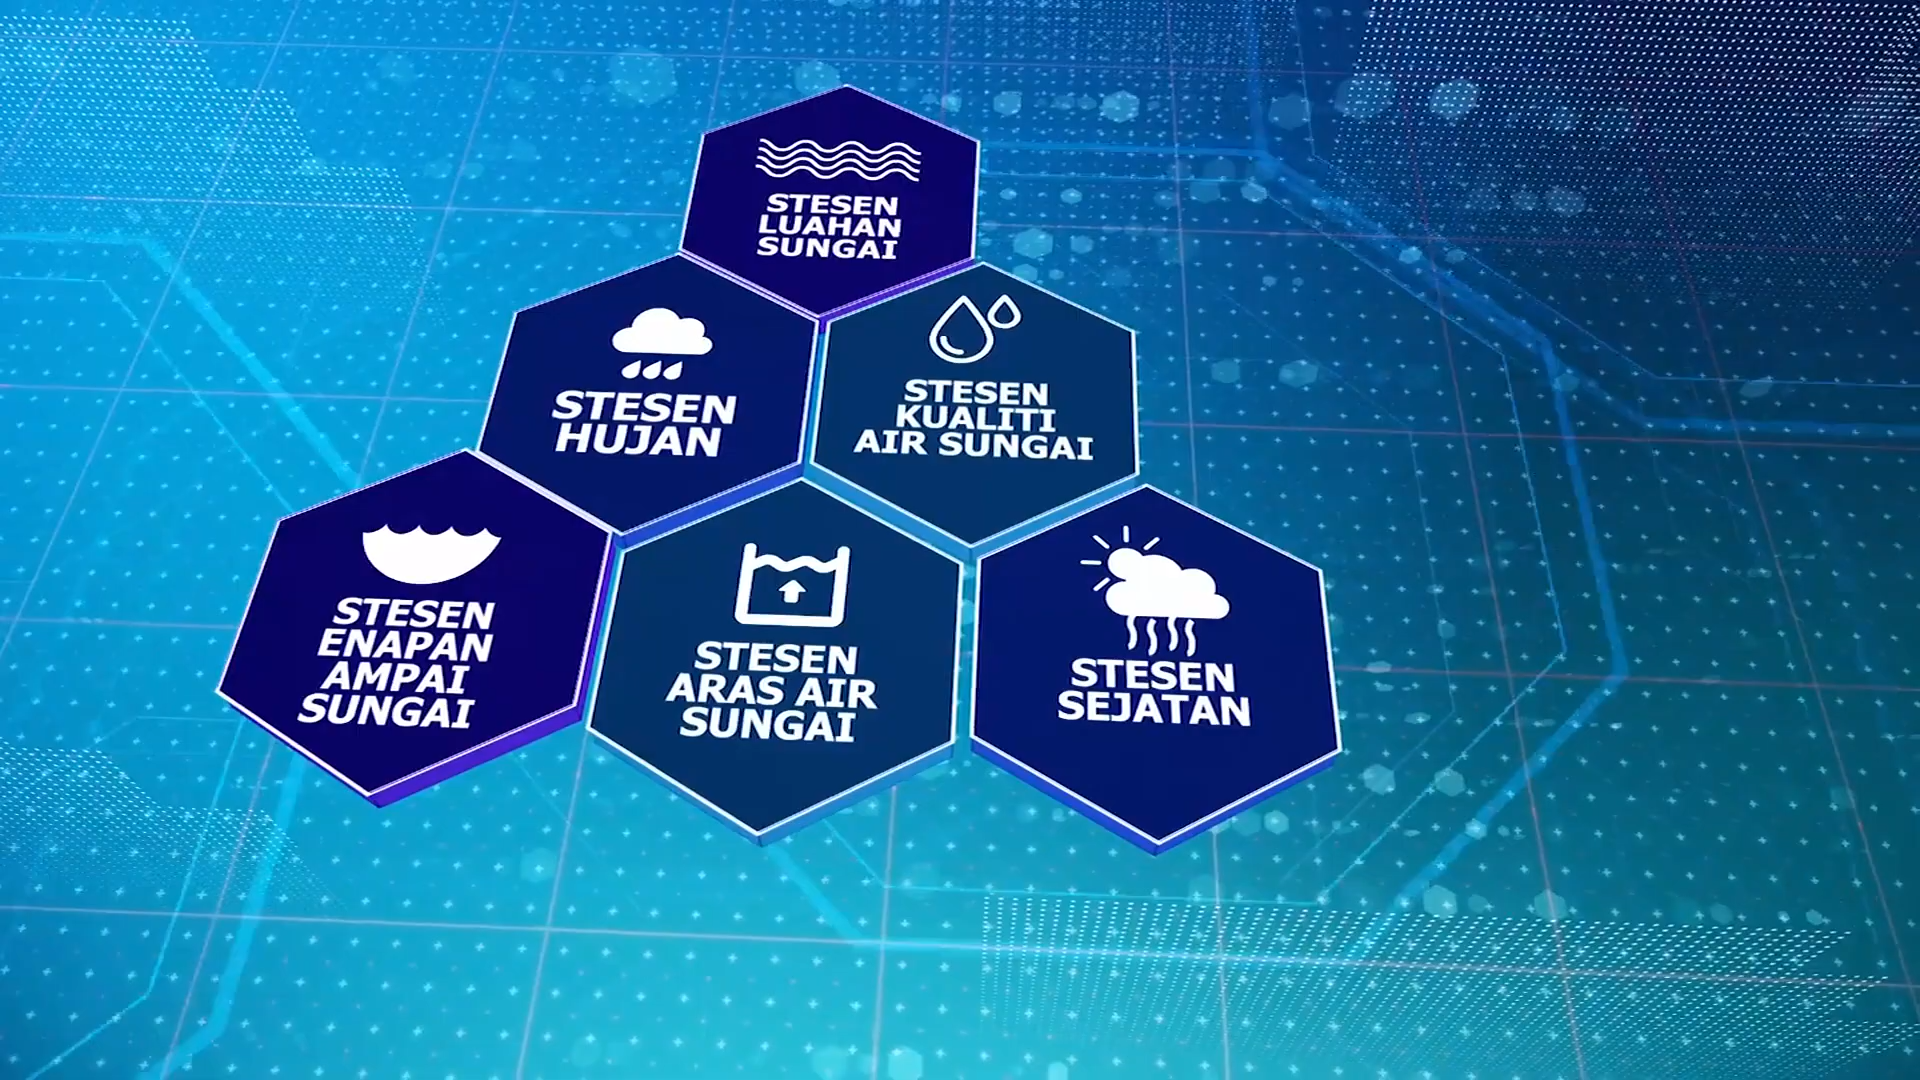 STESEN
LUAHAN
SUNGAI
STESEN
HUJAN
STESEN
KUALITI
AIR SUNGAI
STESEN
ENAPAN
AMPAI
SUNGAI
STESEN
ARAS AIR
SUNGAI
STESEN
SEJATAN